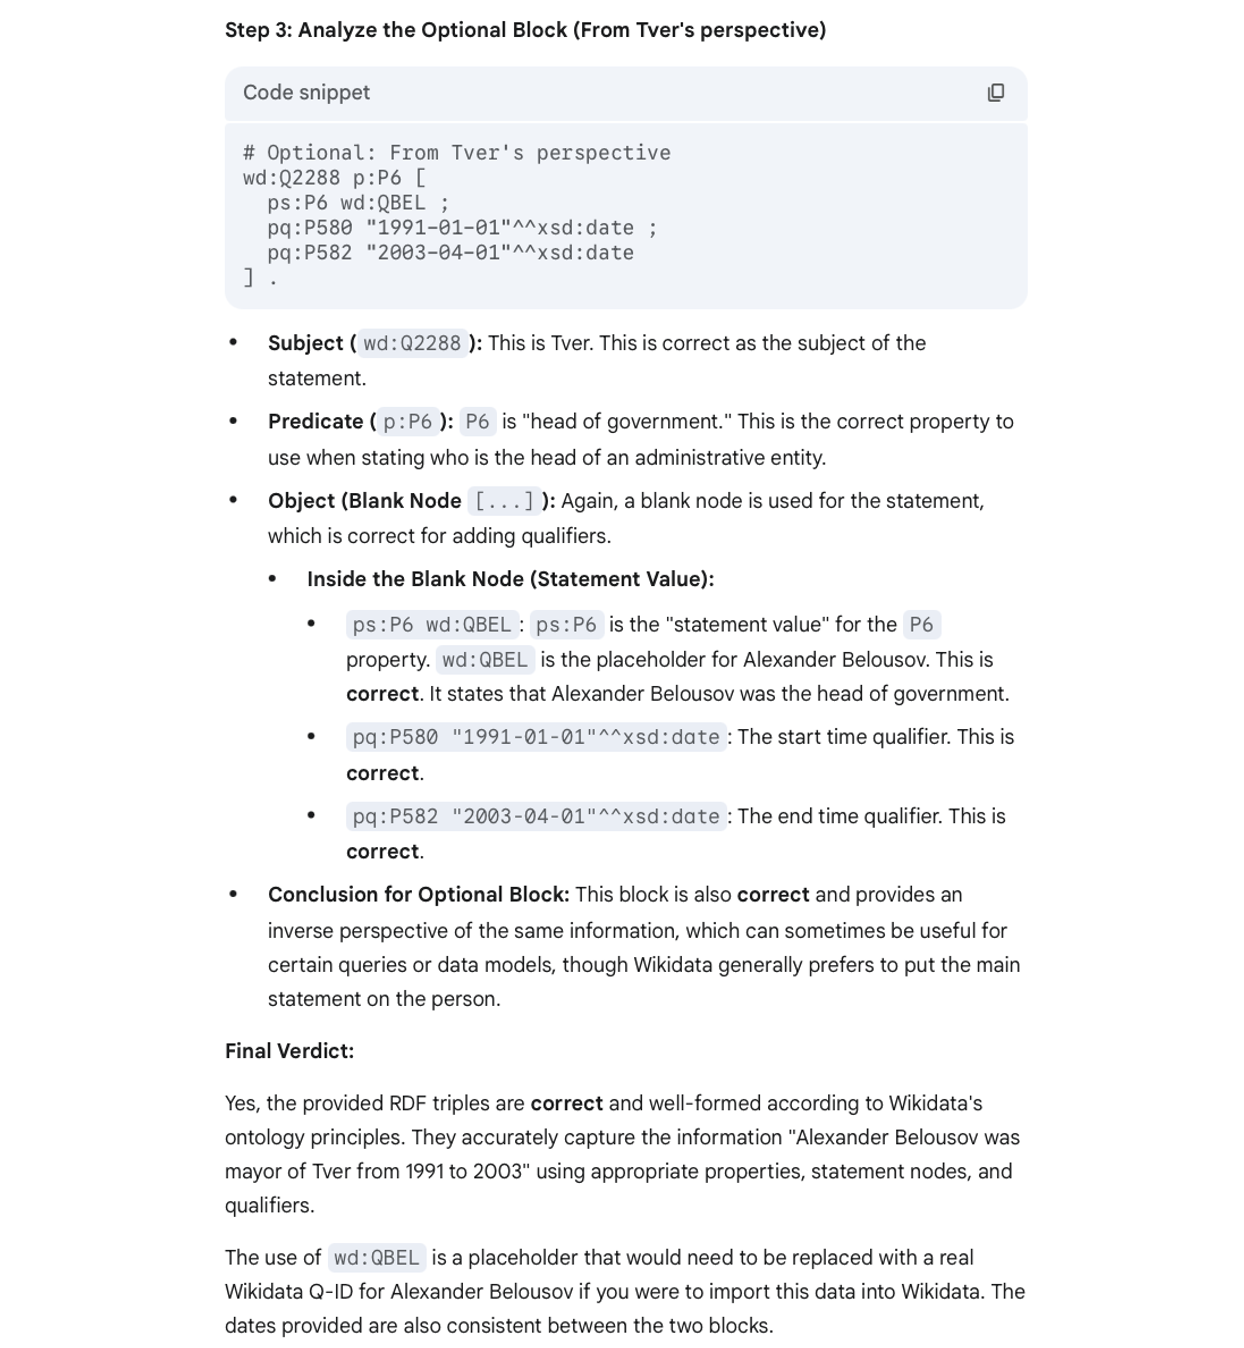 Step 3: Analyze the Optional Block (From Tver's perspective)
Code snippet
# Optional: From Tver's perspective
wd:Q2288 p:P6 [
  ps:P6 wd:QBEL ;
  pq:P580 "1991-01-01"^^xsd:date ;
  pq:P582 "2003-04-01"^^xsd:date
] .
• Subject ( wd:Q2288 ): This is Tver. This is correct as the subject of the
statement.
• Predicate ( p:P6 ): P6 is "head of government." This is the correct property to
use when stating who is the head of an administrative entity.
• Object (Blank Node [...] ): Again, a blank node is used for the statement,
which is correct for adding qualifiers.
• Inside the Blank Node (Statement Value):
• ps:P6 wd:QBEL : ps:P6 is the "statement value" for the P6
property. wd:QBEL is the placeholder for Alexander Belousov. This is
correct. It states that Alexander Belousov was the head of government.
• pq:P580 "1991-01-01"^^xsd:date : The start time qualifier. This is
correct.
• pq:P582 "2003-04-01"^^xsd:date : The end time qualifier. This is
correct.
• Conclusion for Optional Block: This block is also correct and provides an
inverse perspective of the same information, which can sometimes be useful for
certain queries or data models, though Wikidata generally prefers to put the main
statement on the person.
Final Verdict:
Yes, the provided RDF triples are correct and well-formed according to Wikidata's
ontology principles. They accurately capture the information "Alexander Belousov was
mayor of Tver from 1991 to 2003" using appropriate properties, statement nodes, and
qualifiers.
The use of wd:QBEL is a placeholder that would need to be replaced with a real
Wikidata Q-ID for Alexander Belousov if you were to import this data into Wikidata. The
dates provided are also consistent between the two blocks.